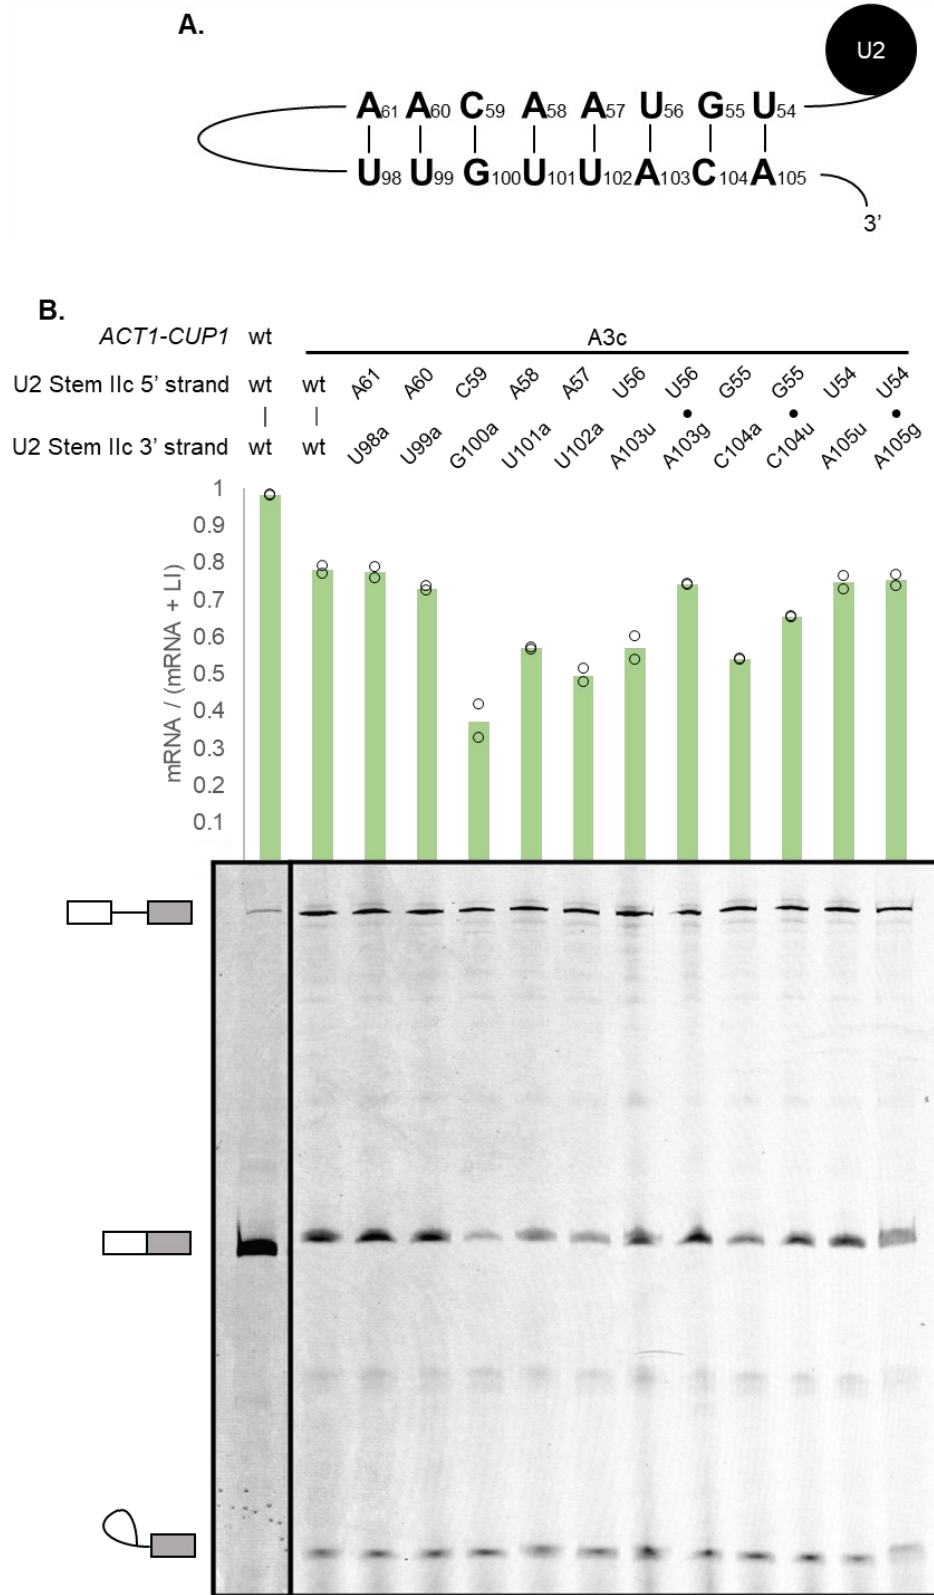 A.
U2
A61 A60 C59 A58 A57 U56 G55 U54
U98 U99 G100 U101 U102 A103 C104 A105
3’
B.
ACT1-CUP1 wt A3c
U2 Stem IIc 5’ strand wt wt A61 A60 C59 A58 A57 U56 U56 G55 G55 U54 U54
U2 Stem IIc 3’ strand wt wt U98a U99a G100a U101a U102a A103u A103g C104a C104u A105u A105g
mRNA / (mRNA + LI)
1
0.9
0.8
0.7
0.6
0.5
0.4
0.3
0.2
0.1